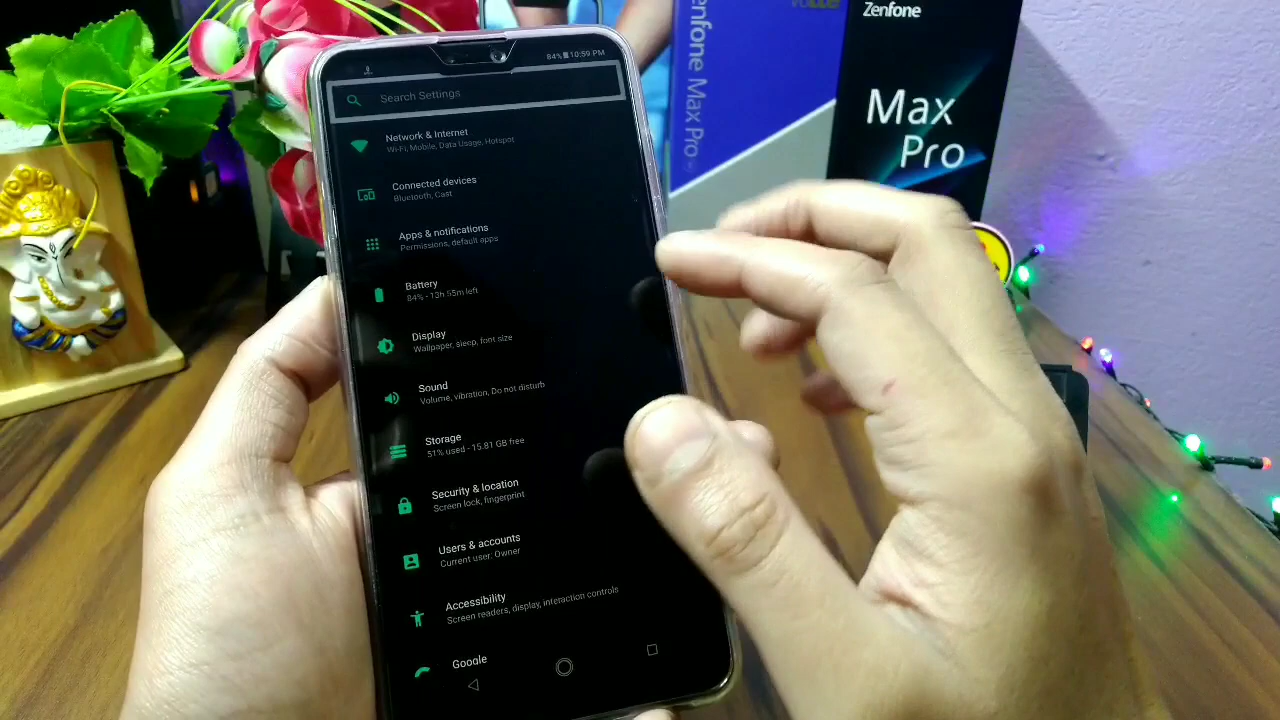 84% 10:59 PM
Search Settings
Network & Internet
Wi-Fi, Mobile, Data Usage, Hotspot
Connected devices
Bluetooth, Cast
Apps & notifications
Permissions, default apps
Battery
84% - 13h 55m left
Display
Wallpaper, sleep, font size
Sound
Volume, vibration, Do not disturb
Storage
51% used - 15.81 GB free
Security & location
Screen lock, fingerprint
Users & accounts
Current user: Owner
Accessibility
Screen readers, display, interaction controls
Google
enfone Max Pro
Zenfone
Max
Pro